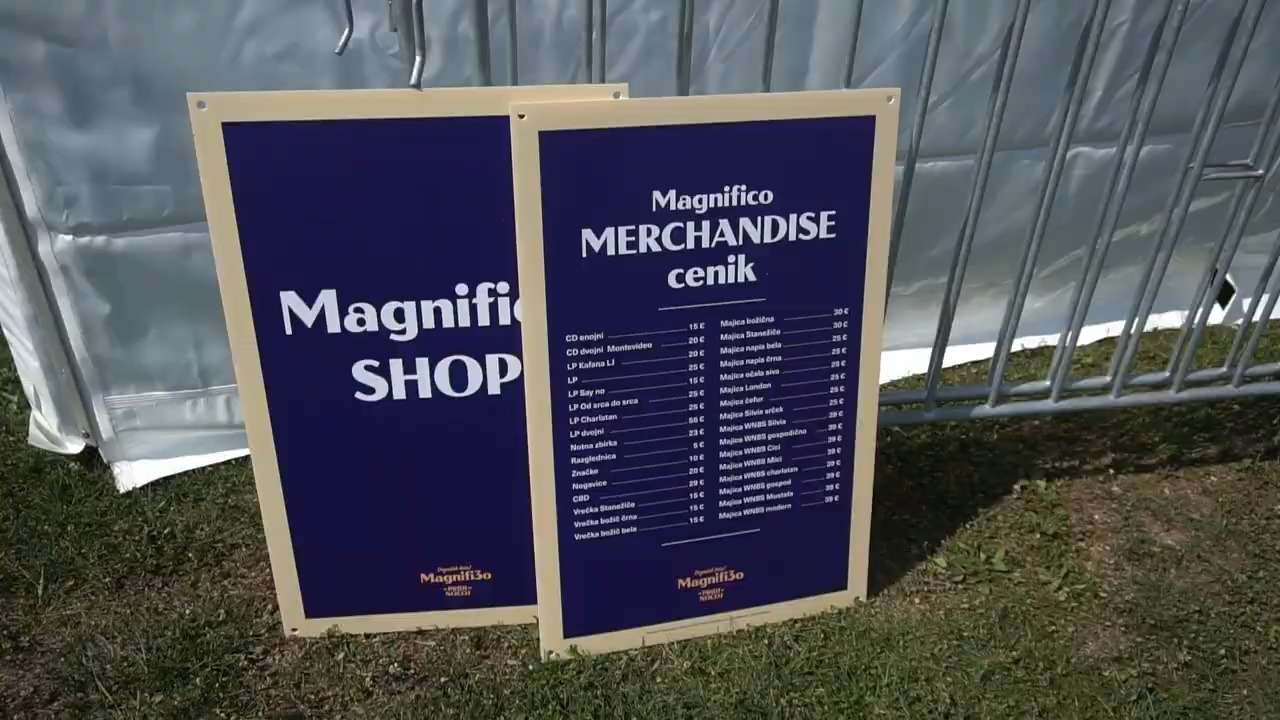 Magnific
SHOP
Magnifi3o
Magnifico
MERCHANDISE
cenik
CD enojni 15 €
CD dvojni Montevideo 20 €
LP Kafana LJ 20 €
LP 25 €
LP Say no 15 €
LP Od srca do srca 25 €
LP Charlatan 25 €
LP dvojni
Notna zbirka 23 €
Razglednica 5 €
Značke 10 €
Nogavice 20 €
CBD 29 €
Vrečka Stanežiče 15 €
Vrečka božič črna 15 €
Vrečka božič bela 15 €
Majica božična 30 €
Majica Stanežiče 30 €
Majica napis bela 25 €
Majica napis črna 25 €
Majica očala siva 25 €
Majica London 25 €
Majica čefur 25 €
Majica Silvia srček 25 €
Majica WNBS Silvia 39 €
Majica WNBS gospodična 39 €
Majica WNBS Cici 39 €
Majica WNBS Mici 39 €
Majica WNBS charlatan 39 €
Majica WNBS gospod 39 €
Majica WNBS Mustafa 39 €
Majica WNBS modern 39 €
Magnifi3o